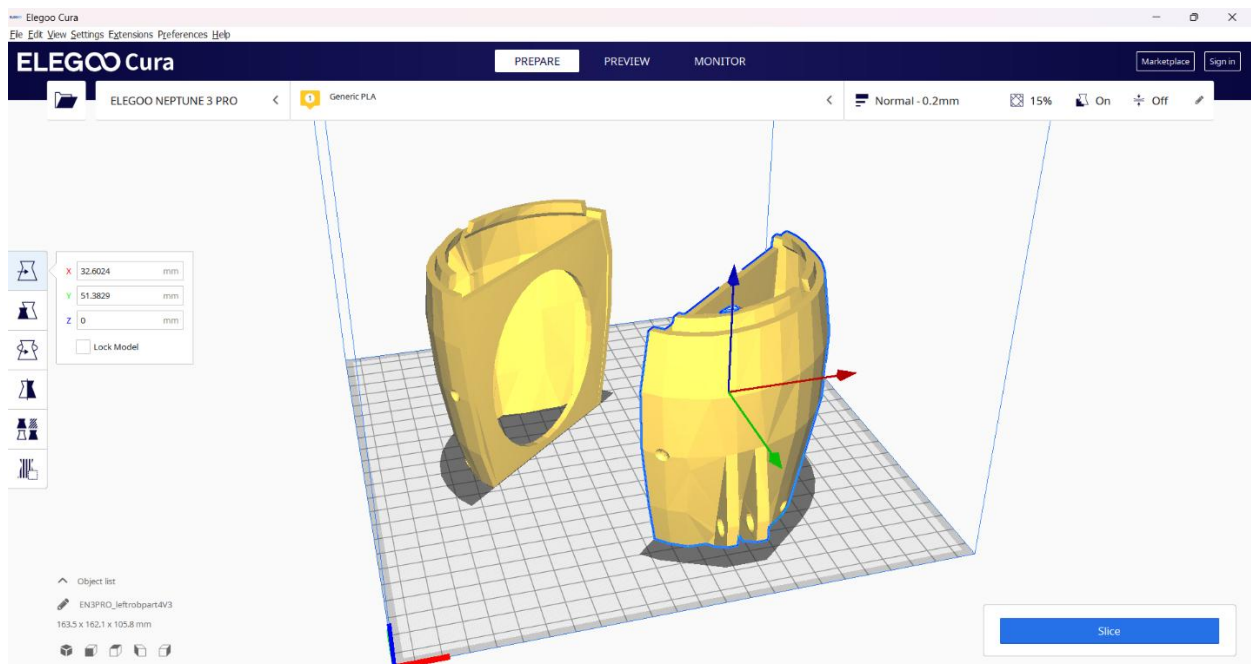 Elegoo Cura
File Edit View Settings Extensions Preferences Help
ELEGOO Cura
PREPARE PREVIEW MONITOR
Marketplace Sign in
ELEGOO NEPTUNE 3 PRO
1 Generic PLA
Normal - 0.2mm 15% On Off
X 32.6024 mm
Y 51.3829 mm
Z 0 mm
Lock Model
Object list
EN3PRO_leftrobpart4V3
163.5 x 162.1 x 105.8 mm
Slice